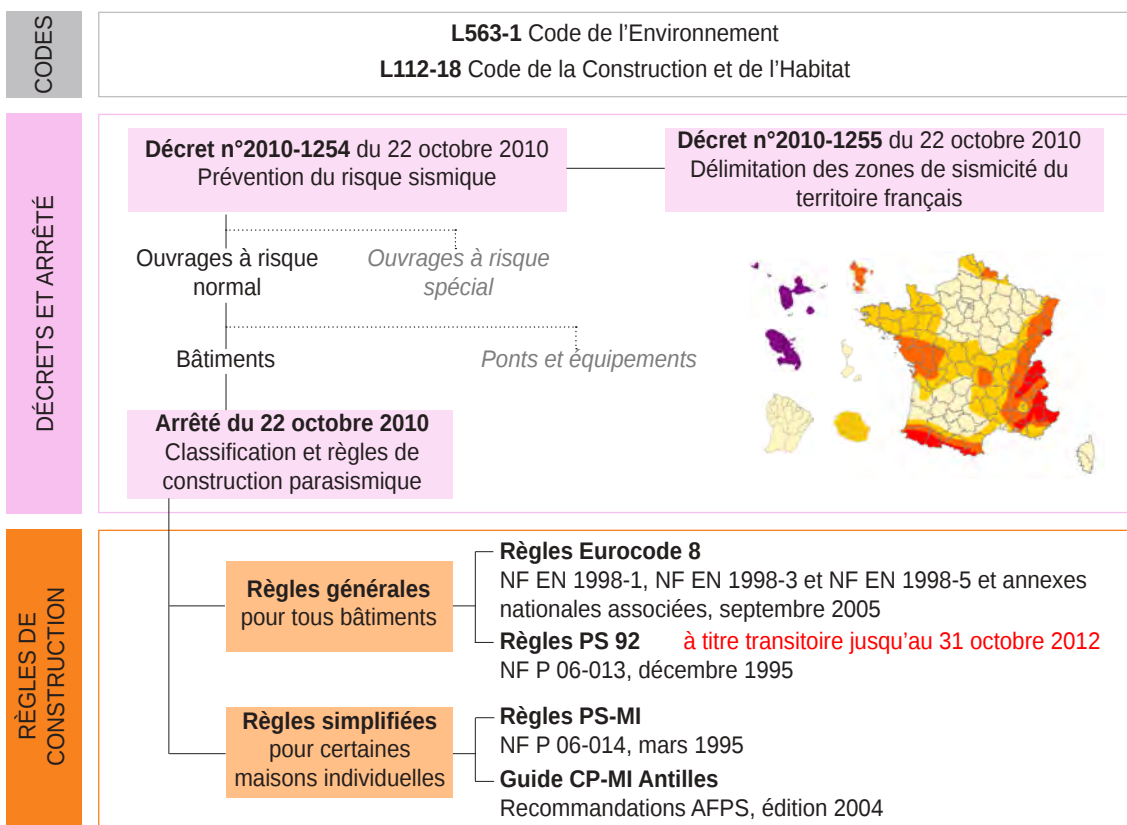 CODES
L563-1 Code de l'Environnement
L112-18 Code de la Construction et de l'Habitat
DÉCRETS ET ARRÊTÉ
Décret n°2010-1254 du 22 octobre 2010
Prévention du risque sismique
Décret n°2010-1255 du 22 octobre 2010
Délimitation des zones de sismicité du
territoire français
Ouvrages à risque
normal
Ouvrages à risque
spécial
Bâtiments
Ponts et équipements
Arrêté du 22 octobre 2010
Classification et règles de
construction parasismique
RÈGLES DE
CONSTRUCTION
Règles générales
pour tous bâtiments
Règles Eurocode 8
NF EN 1998-1, NF EN 1998-3 et NF EN 1998-5 et annexes
nationales associées, septembre 2005
Règles PS 92 à titre transitoire jusqu'au 31 octobre 2012
NF P 06-013, décembre 1995
Règles simplifiées
pour certaines
maisons individuelles
Règles PS-MI
NF P 06-014, mars 1995
Guide CP-MI Antilles
Recommandations AFPS, édition 2004